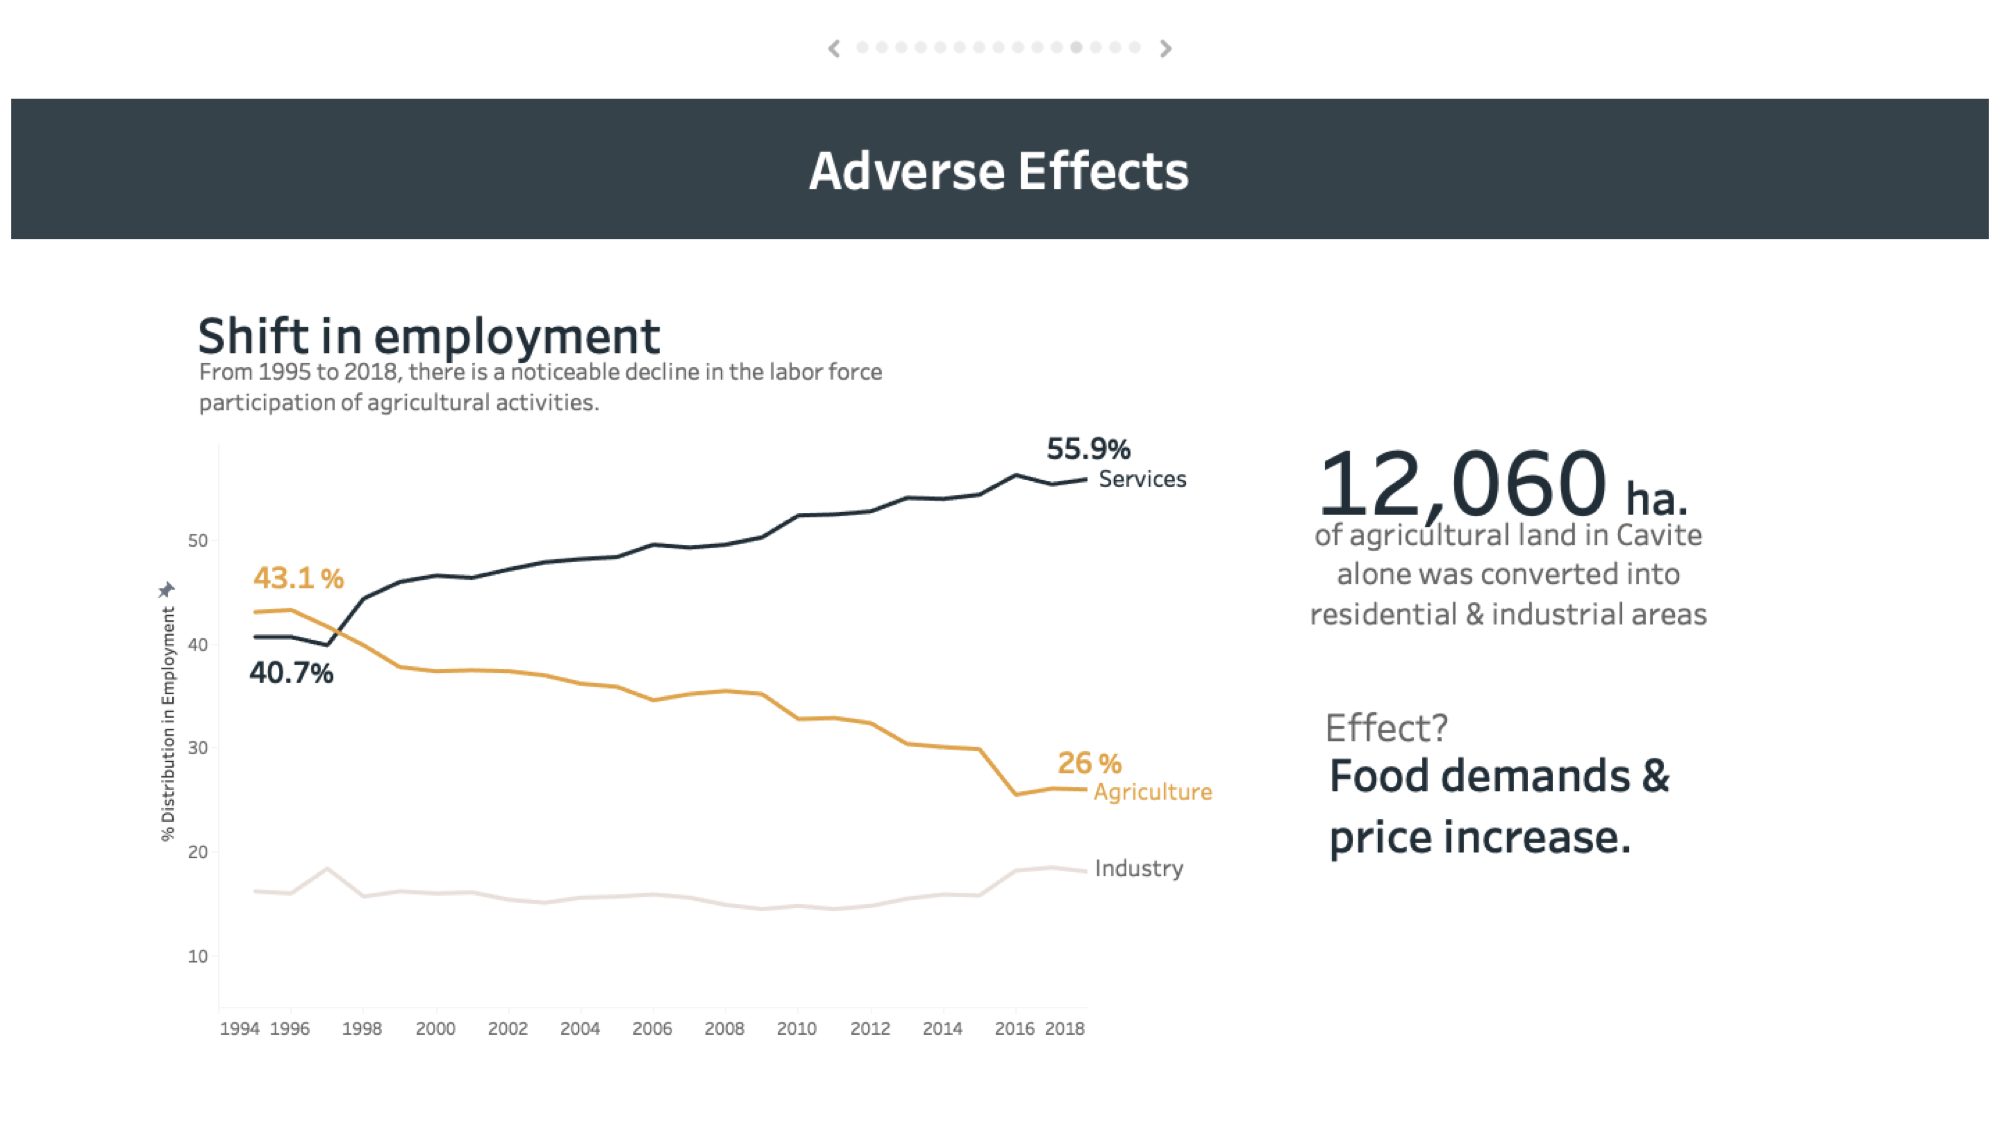 Adverse Effects
Shift in employment
From 1995 to 2018, there is a noticeable decline in the labor force
participation of agricultural activities.
% Distribution in Employment
50
40
30
20
10
43.1 %
40.7%
55.9%
Services
26 %
Agriculture
Industry
1994 1996 1998 2000 2002 2004 2006 2008 2010 2012 2014 2016 2018
12,060 ha.
of agricultural land in Cavite
alone was converted into
residential & industrial areas
Effect?
Food demands &
price increase.